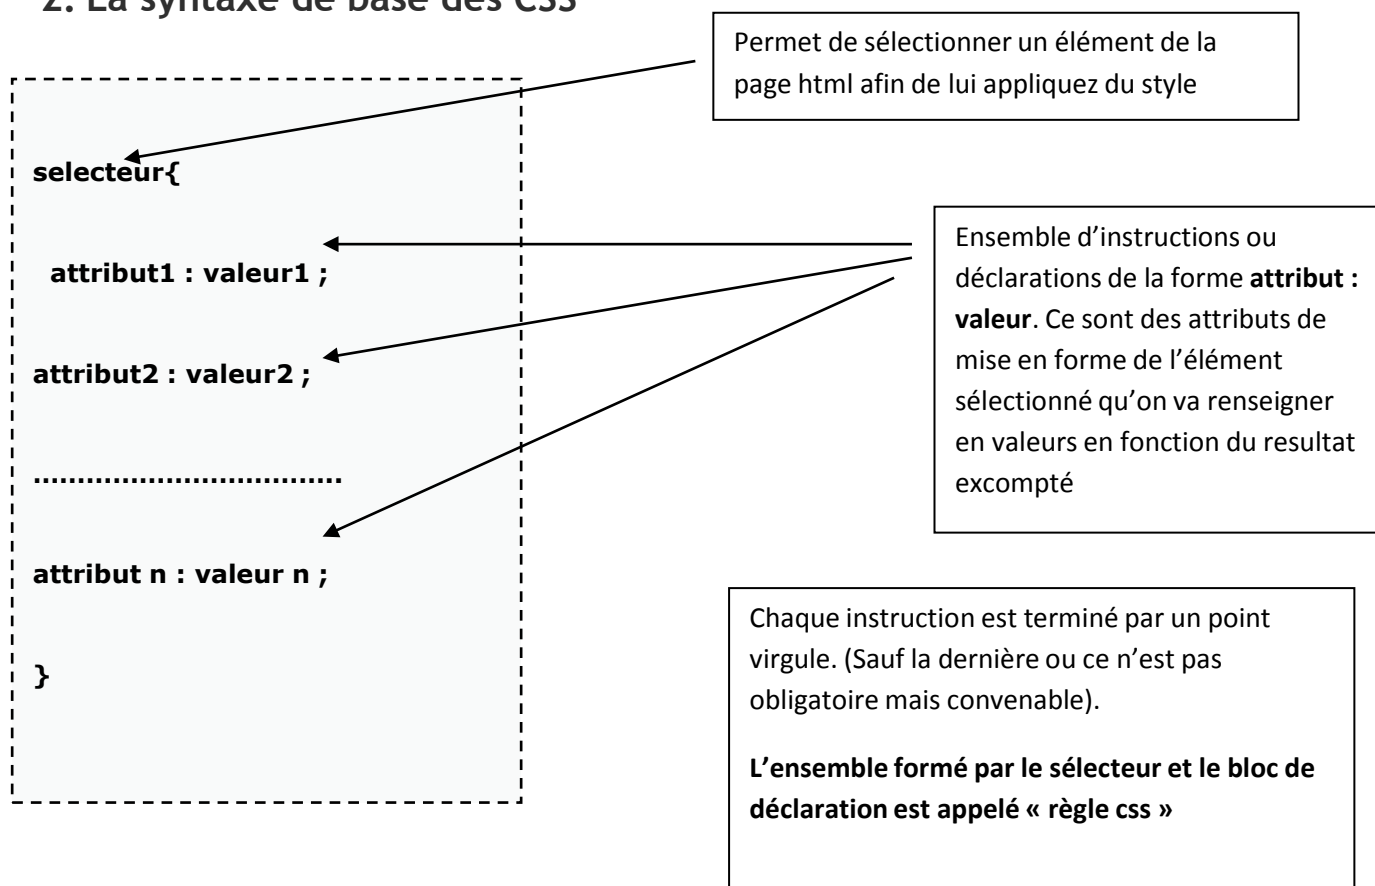 2. La syntaxe de base des CSS
Permet de sélectionner un élément de la
page html afin de lui appliquez du style
selecteur{
attribut1 : valeur1 ;
attribut2 : valeur2 ;
...................................
attribut n : valeur n ;
}
Ensemble d’instructions ou
déclarations de la forme attribut :
valeur. Ce sont des attributs de
mise en forme de l’élément
sélectionné qu’on va renseigner
en valeurs en fonction du resultat
excompté
Chaque instruction est terminé par un point
virgule. (Sauf la dernière ou ce n’est pas
obligatoire mais convenable).
L’ensemble formé par le sélecteur et le bloc de
déclaration est appelé « règle css »